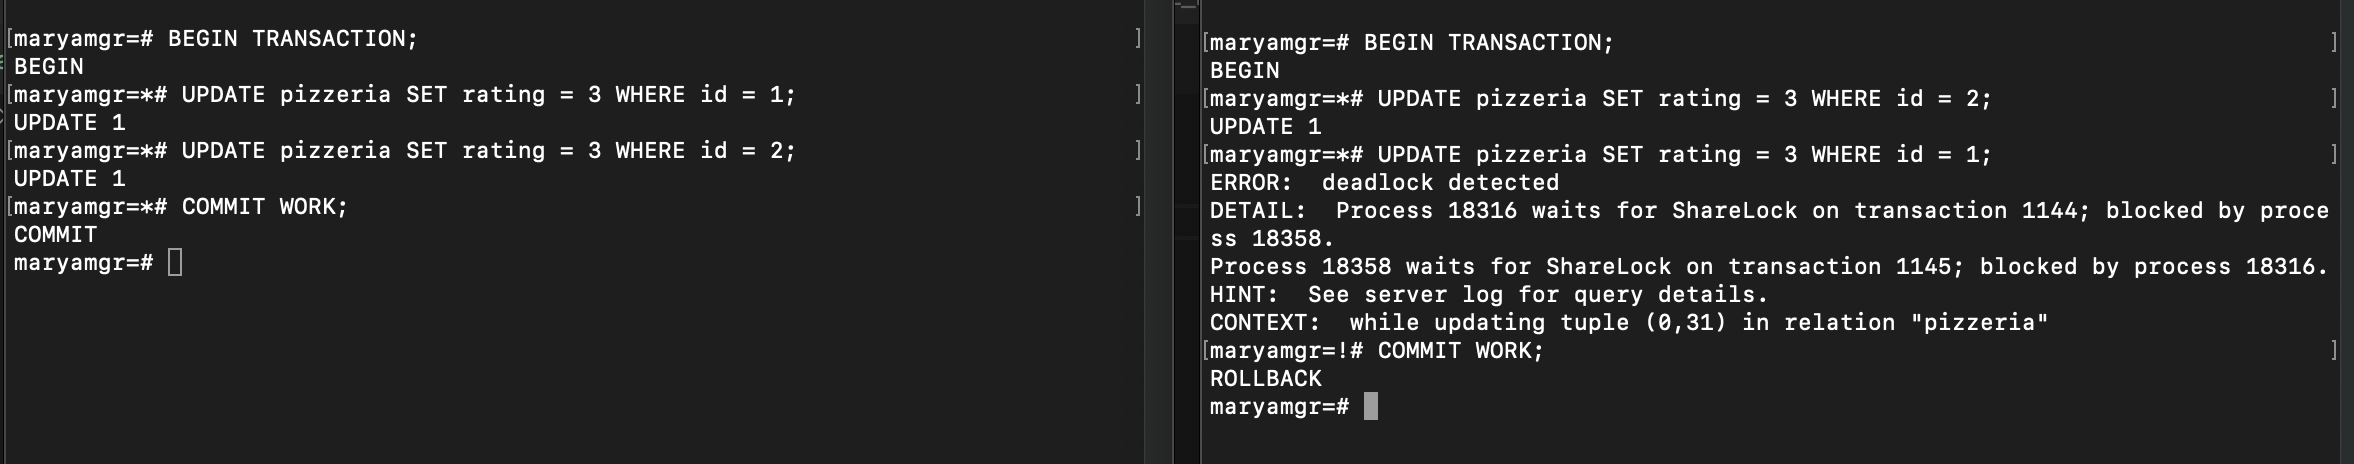 [maryamgr=# BEGIN TRANSACTION; ]
BEGIN
[maryamgr=*# UPDATE pizzeria SET rating = 3 WHERE id = 1; ]
UPDATE 1
[maryamgr=*# UPDATE pizzeria SET rating = 3 WHERE id = 2; ]
UPDATE 1
[maryamgr=*# COMMIT WORK; ]
COMMIT
maryamgr=#
[maryamgr=# BEGIN TRANSACTION; ]
BEGIN
[maryamgr=*# UPDATE pizzeria SET rating = 3 WHERE id = 2; ]
UPDATE 1
[maryamgr=*# UPDATE pizzeria SET rating = 3 WHERE id = 1; ]
ERROR:  deadlock detected
DETAIL:  Process 18316 waits for ShareLock on transaction 1144; blocked by proce
ss 18358.
Process 18358 waits for ShareLock on transaction 1145; blocked by process 18316.
HINT:  See server log for query details.
CONTEXT:  while updating tuple (0,31) in relation "pizzeria"
[maryamgr=!# COMMIT WORK; ]
ROLLBACK
maryamgr=#